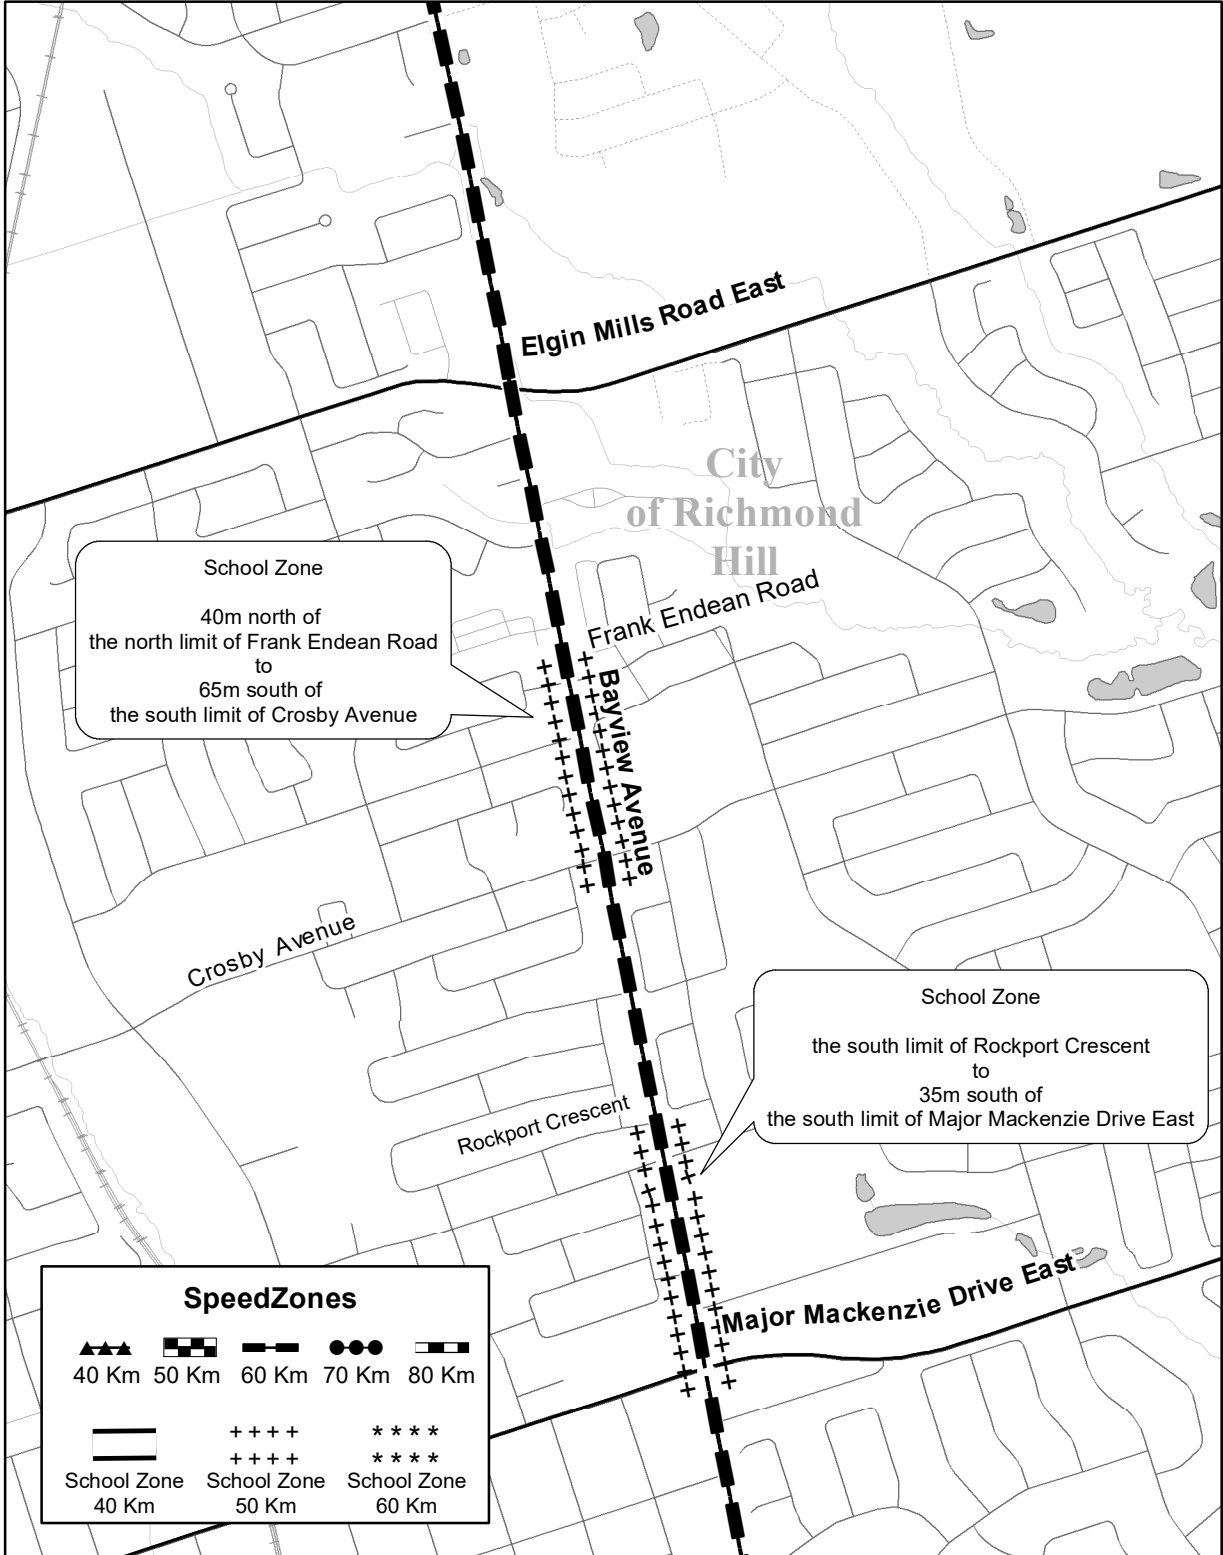 Elgin Mills Road East
City
of Richmond
Hill
School Zone
40m north of
the north limit of Frank Endean Road
to
65m south of
the south limit of Crosby Avenue
Frank Endean Road
Bayview Avenue
Crosby Avenue
School Zone
the south limit of Rockport Crescent
to
35m south of
the south limit of Major Mackenzie Drive East
Rockport Crescent
Major Mackenzie Drive East
SpeedZones
40 Km 50 Km 60 Km 70 Km 80 Km
School Zone School Zone School Zone
40 Km 50 Km 60 Km